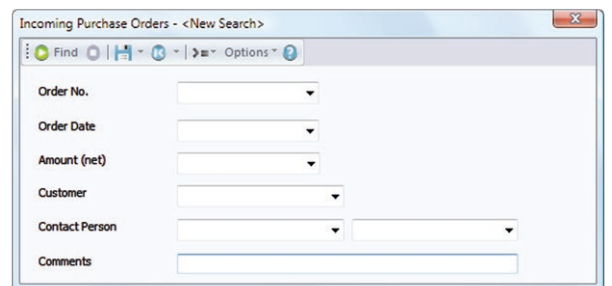 Incoming Purchase Orders - <New Search>
Find Options
Order No.
Order Date
Amount (net)
Customer
Contact Person
Comments